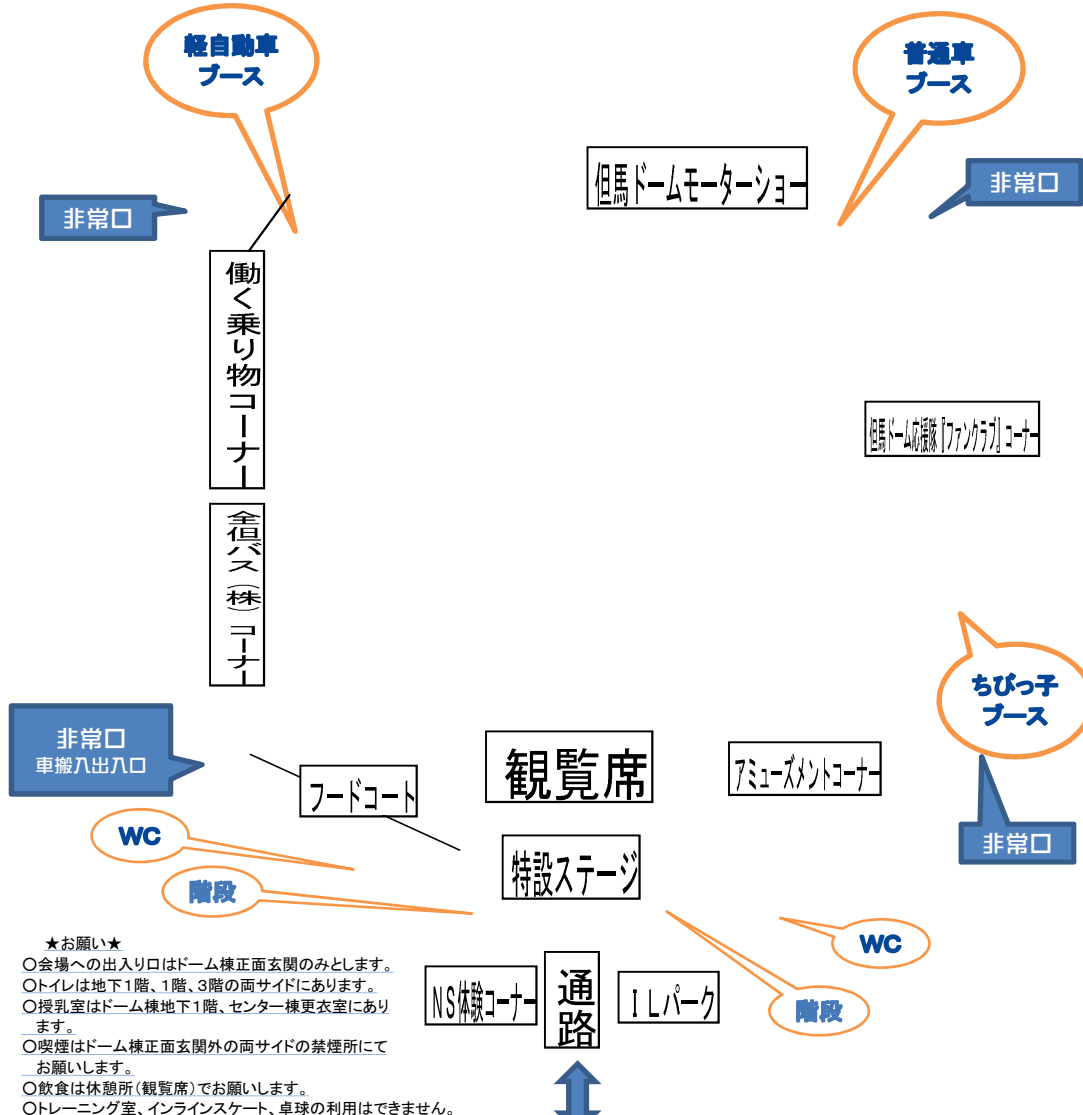 軽自動車
ブース
普通車
ブース
但馬ドームモーターショー
非常口
非常口
働く乗り物コーナー
但馬ドーム応援隆『ファンクラブ』コーナー
全但バス（株）コーナー
ちびっ子
ブース
非常口
車搬入出入口
観覧席
アミューズメントコーナー
フードコート
非常口
WC
特設ステージ
階段
WC
★お願い★
〇会場への出入り口はドーム棟正面玄関のみとします。
〇トイレは地下１階、１階、３階の両サイドにあります。
〇授乳室はドーム棟地下１階、センター棟更衣室にあり
ます。
〇喫煙はドーム棟正面玄関外の両サイドの禁煙所にて
お願いします。
〇飲食は休憩所（観覧席）でお願いします。
〇トレーニング室、インラインスケート、卓球の利用はできません。
NS体験コーナー
通路
ＩＬパーク
階段